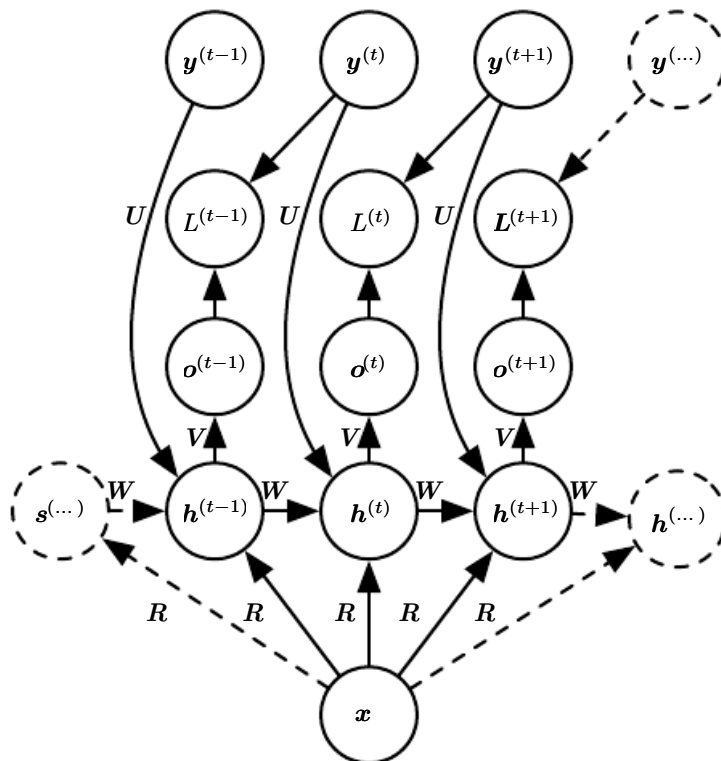 y^(t−1) y^(t) y^(t+1) y^(...)
U L^(t−1) U L^(t) U L^(t+1)
o^(t−1) o^(t) o^(t+1)
V V V
W W W W
s^(...) h^(t−1) h^(t) h^(t+1) h^(...)
R R R R R
x